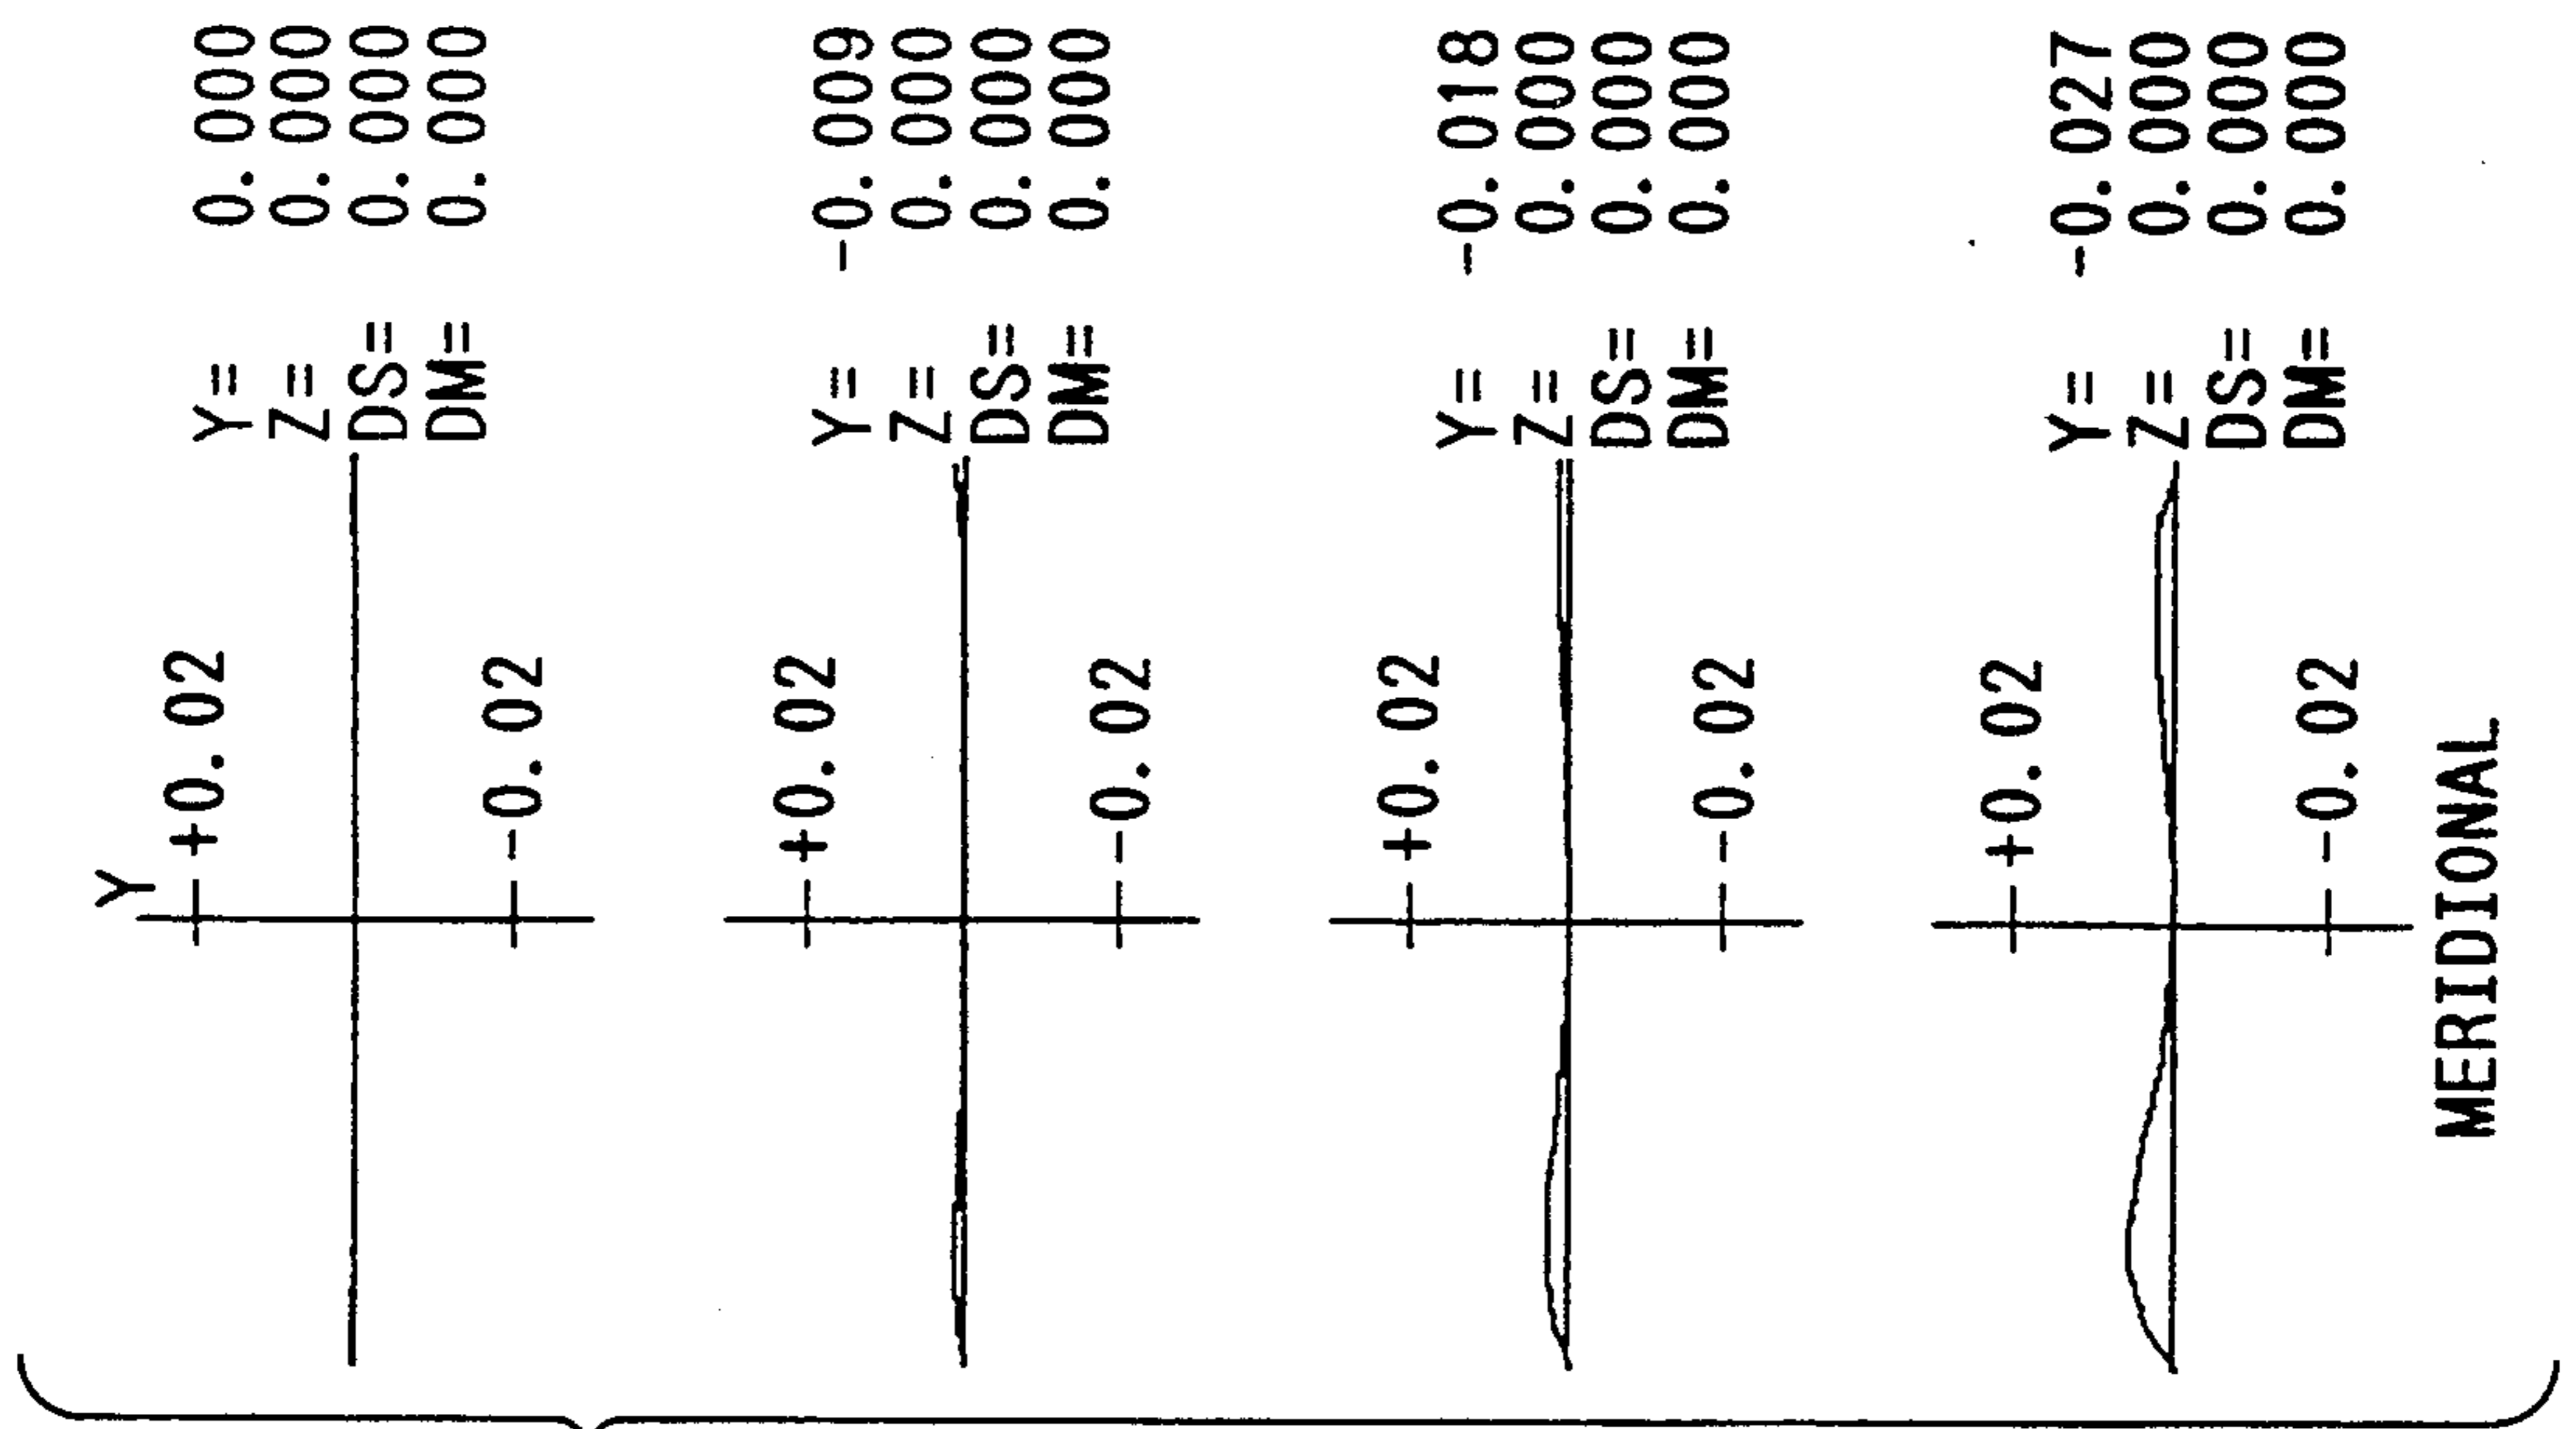 Y
+0.02
-0.02
Y= 0.000
Z= 0.000
DS= 0.000
DM= 0.000
+0.02
-0.02
Y= -0.009
Z= 0.000
DS= 0.000
DM= 0.000
+0.02
-0.02
Y= -0.018
Z= 0.000
DS= 0.000
DM= 0.000
+0.02
-0.02
Y= -0.027
Z= 0.000
DS= 0.000
DM= 0.000
MERIDIONAL